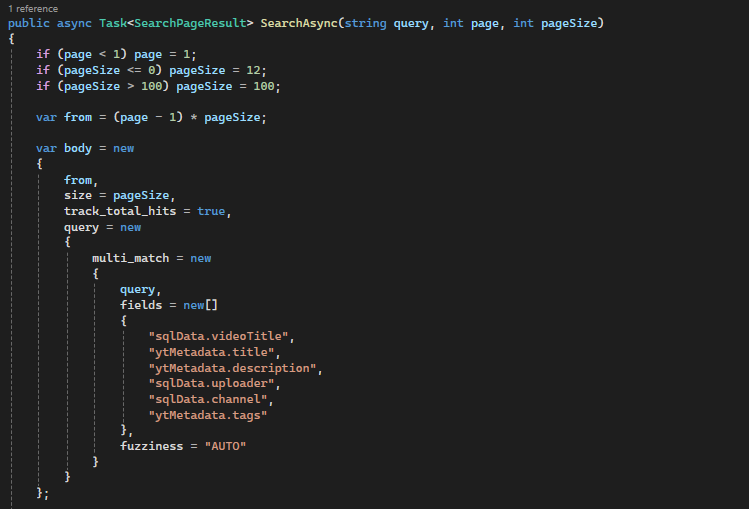 1 reference
public async Task<SearchPageResult> SearchAsync(string query, int page, int pageSize)
{
if (page < 1) page = 1;
if (pageSize <= 0) pageSize = 12;
if (pageSize > 100) pageSize = 100;
var from = (page - 1) * pageSize;
var body = new
{
from,
size = pageSize,
track_total_hits = true,
query = new
{
multi_match = new
{
query,
fields = new[]
{
"sqlData.videoTitle",
"ytMetadata.title",
"ytMetadata.description",
"sqlData.uploader",
"sqlData.channel",
"ytMetadata.tags"
},
fuzziness = "AUTO"
}
}
};